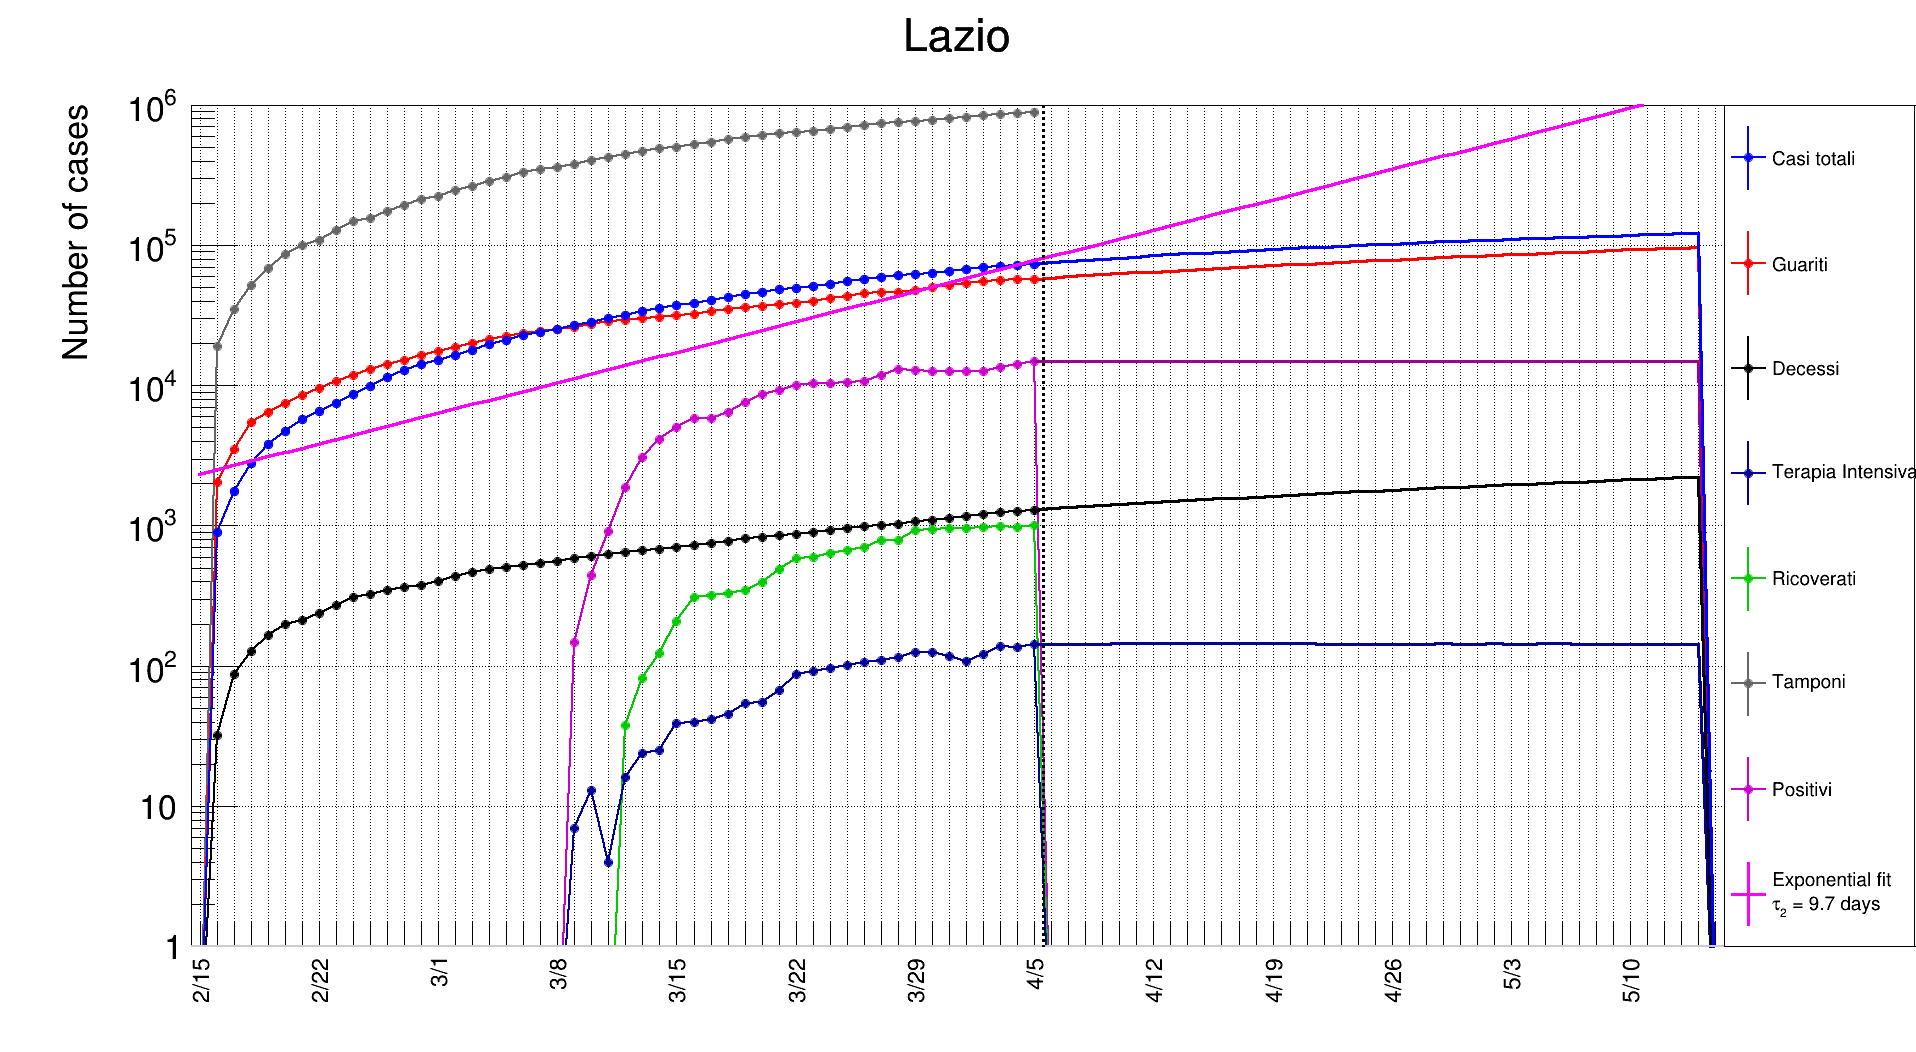 Lazio
Number of cases
10^6
10^5
10^4
10^3
10^2
10
1
2/15
2/22
3/1
3/8
3/15
3/22
3/29
4/5
4/12
4/19
4/26
5/3
5/10
Casi totali
Guariti
Decessi
Terapia Intensiva
Ricoverati
Tamponi
Positivi
Exponential fit
τ_2 = 9.7 days